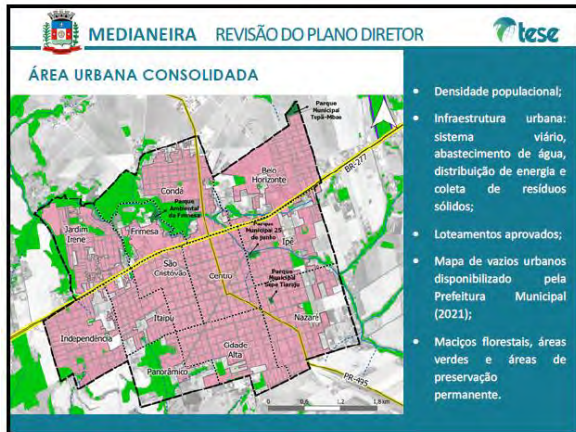 MEDIANEIRA REVISÃO DO PLANO DIRETOR
tese
ÁREA URBANA CONSOLIDADA
Parque
Municipal
Tupã-Mbae
BR-277
Belo
Horizonte
Condá
Parque
Ambiental
da Frimesa
Jardim
Irene
Frimesa
Parque
Municipal 25
de Junho
Ipê
São
Cristóvão
Centro
Parque
Municipal
Sepé Tiaraju
Itaipu
Nazaré
Independência
Cidade
Alta
Panorâmico
PR-495
0 0,6 1,2 1,8 km
• Densidade populacional;
• Infraestrutura urbana:
sistema viário,
abastecimento de água,
distribuição de energia e
coleta de resíduos
sólidos;
• Loteamentos aprovados;
• Mapa de vazios urbanos
disponibilizado pela
Prefeitura Municipal
(2021);
• Maciços florestais, áreas
verdes e áreas de
preservação
permanente.